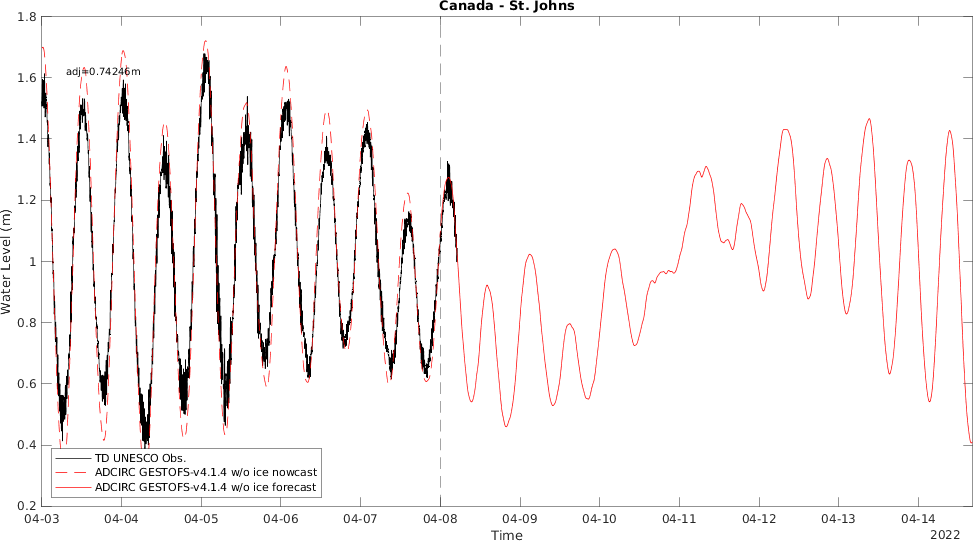 Canada - St. Johns
1.8
1.6
1.4
1.2
1
0.8
0.6
0.4
0.2
Water Level (m)
adj=0.74246m
TD UNESCO Obs.
ADCIRC GESTOFS-v4.1.4 w/o ice nowcast
ADCIRC GESTOFS-v4.1.4 w/o ice forecast
04-03 04-04 04-05 04-06 04-07 04-08 04-09 04-10 04-11 04-12 04-13 04-14
Time
2022